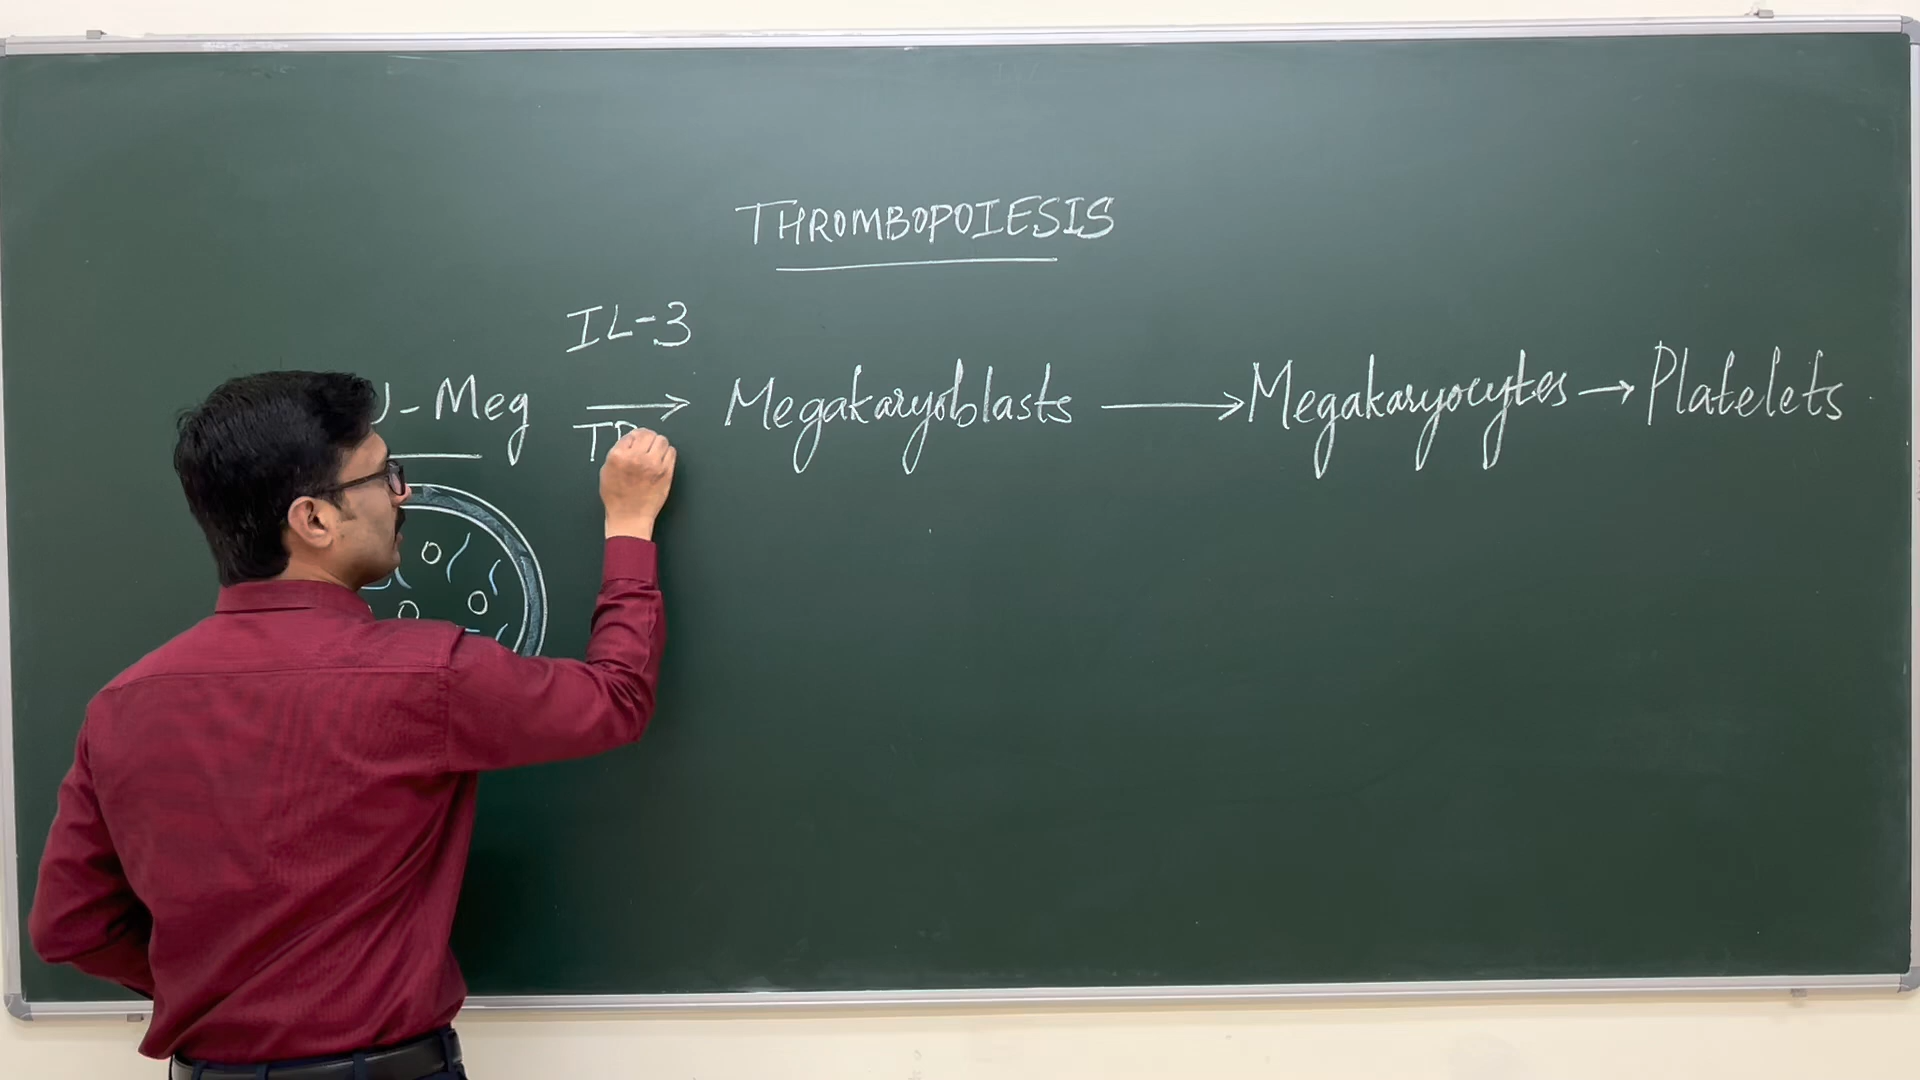 THROMBOPOIESIS
IL-3
- Meg → Megakaryoblasts → Megakaryocytes → Platelets